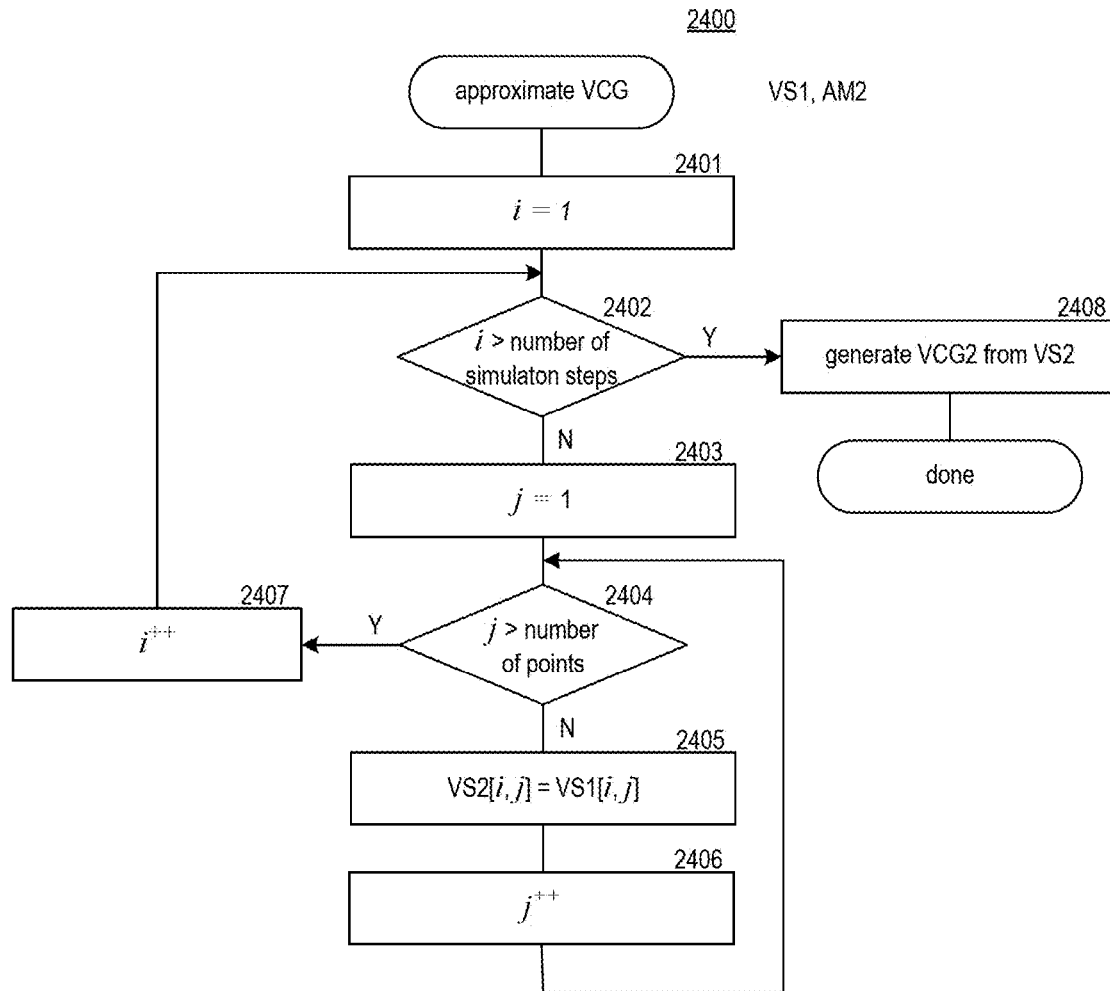 2400
approximate VCG
VS1, AM2
2401
i = 1
2402
i > number of
simulaton steps
Y
2408
generate VCG2 from VS2
N
2403
j = 1
done
2407
i++
2404
j > number
of points
Y
N
2405
VS2[i, j] = VS1[i, j]
2406
j++